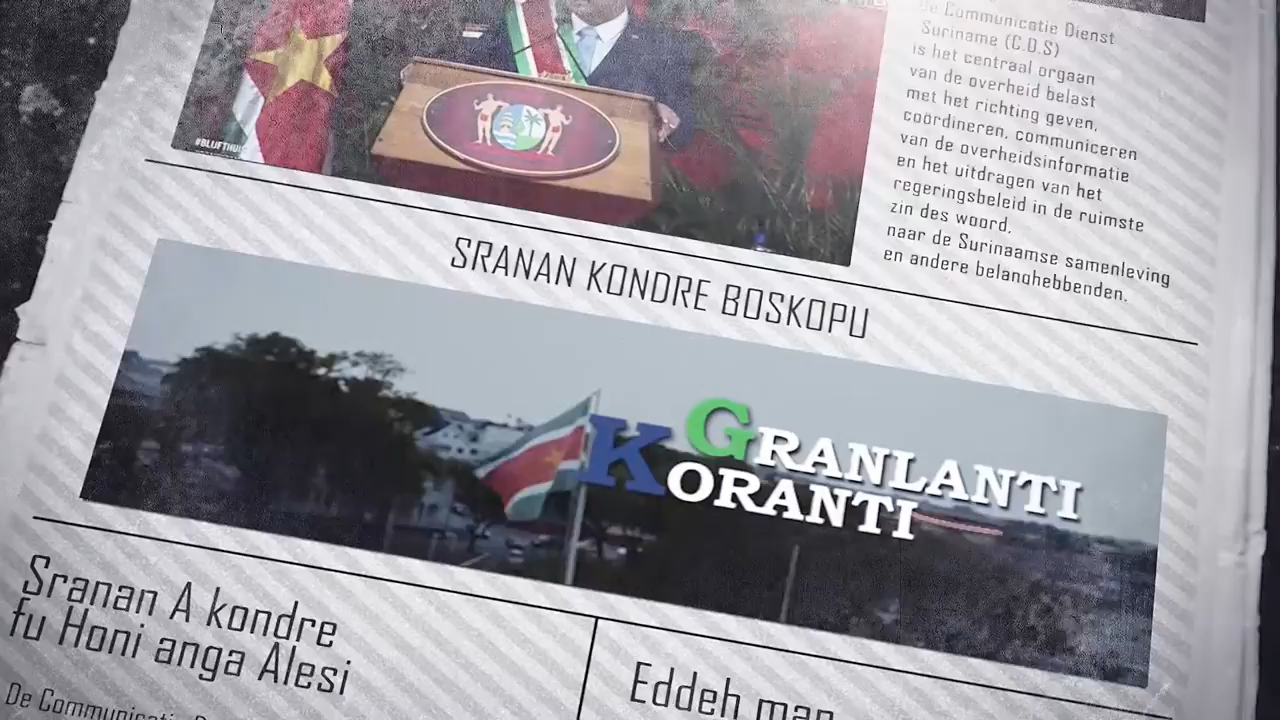 De Communicatie Dienst
Suriname (C.D.S)
is het centraal orgaan
van de overheid belast
met het richting geven,
coördineren, communiceren
van de overheidsinformatie
en het uitdragen van het
regeringsbeleid in de ruimste
zin des woord,
naar de Surinaamse samenleving
en andere belanghebbenden.
SRANAN KONDRE BOSKOPU
GRANLANTI
KORANTI
Sranan A kondre
fu Honi anga Alesi
Eddeh man